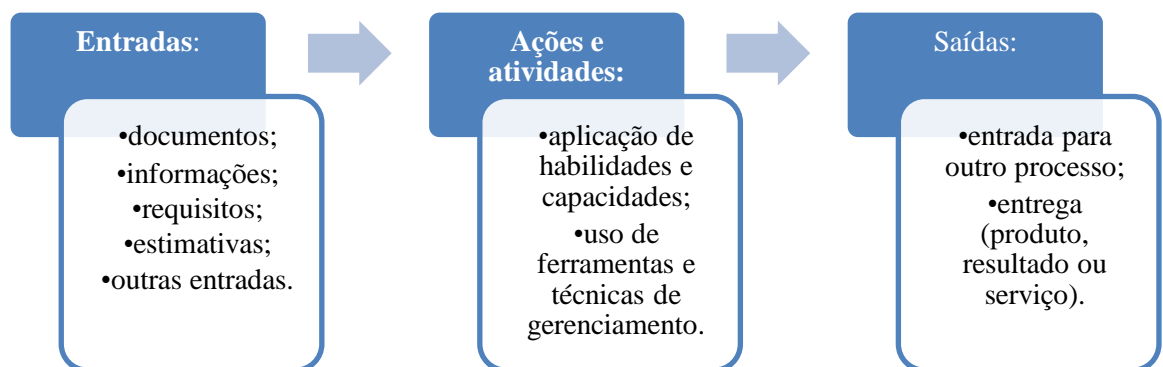 Entradas:
•documentos;
•informações;
•requisitos;
•estimativas;
•outras entradas.
Ações e
atividades:
•aplicação de
habilidades e
capacidades;
•uso de
ferramentas e
técnicas de
gerenciamento.
Saídas:
•entrada para
outro processo;
•entrega
(produto,
resultado ou
serviço).